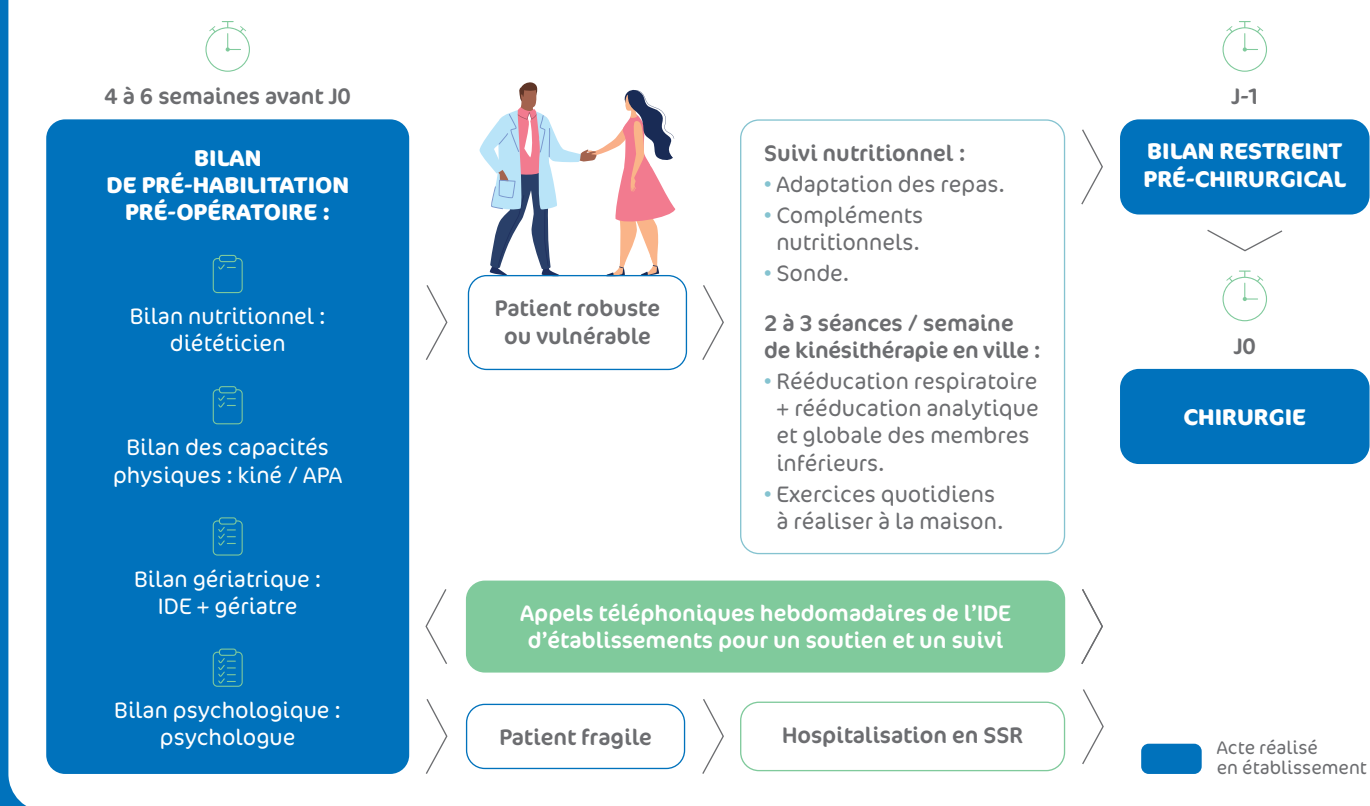 4 à 6 semaines avant J0
BILAN
DE PRÉ-HABILITATION
PRÉ-OPÉRATOIRE :
Bilan nutritionnel :
diététicien
Bilan des capacités
physiques : kiné / APA
Bilan gériatrique :
IDE + gériatre
Bilan psychologique :
psychologue
Patient robuste
ou vulnérable
Suivi nutritionnel :
• Adaptation des repas.
• Compléments
nutritionnels.
• Sonde.
2 à 3 séances / semaine
de kinésithérapie en ville :
• Rééducation respiratoire
+ rééducation analytique
et globale des membres
inférieurs.
• Exercices quotidiens
à réaliser à la maison.
Appels téléphoniques hebdomadaires de l’IDE
d’établissements pour un soutien et un suivi
Patient fragile
Hospitalisation en SSR
J-1
BILAN RESTREINT
PRÉ-CHIRURGICAL
J0
CHIRURGIE
Acte réalisé
en établissement